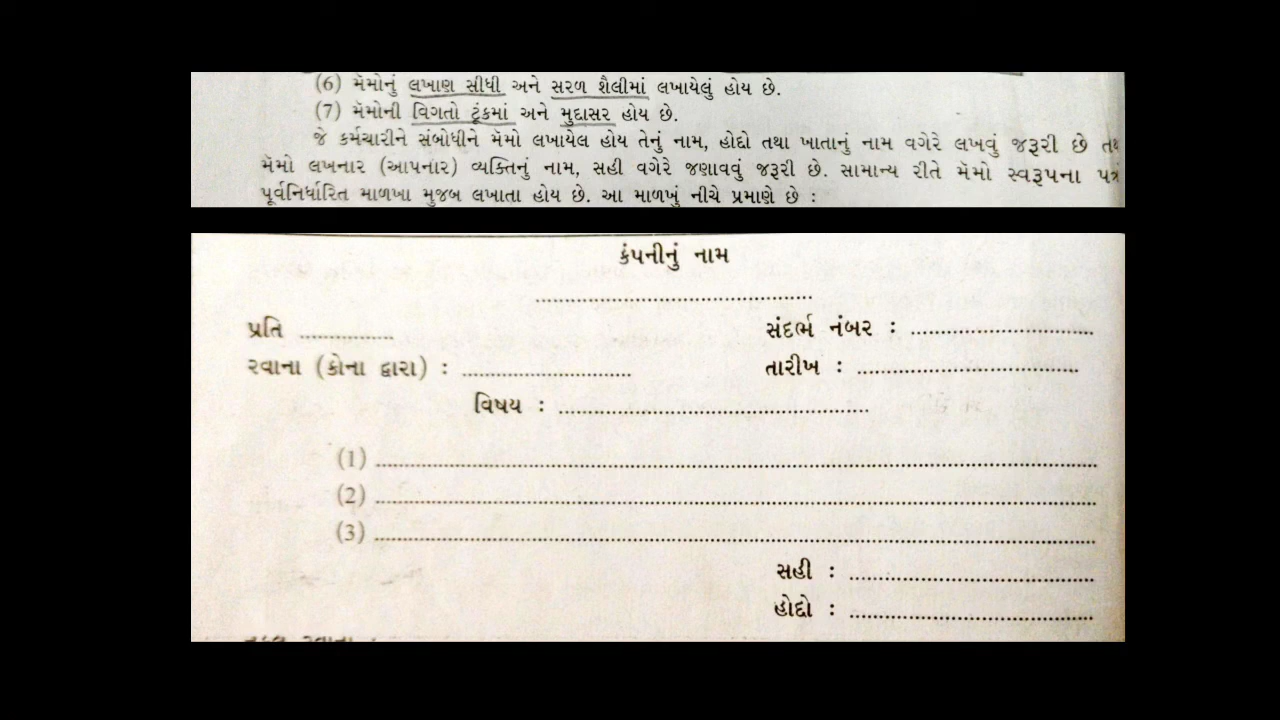 (6) મૅમોનું લખાણ સીધી અને સરળ શૈલીમાં લખાયેલું હોય છે.
(7) મૅમોની વિગતો ટૂંકમાં અને મુદ્દાસર હોય છે.
જે કર્મચારીને સંબોધીને મૅમો લખાયેલ હોય તેનું નામ, હોદ્દો તથા ખાતાનું નામ વગેરે લખવું જરૂરી છે
મૅમો લખનાર (આપનાર) વ્યક્તિનું નામ, સહી વગેરે જણાવવું જરૂરી છે. સામાન્ય રીતે મૅમો સ્વરૂપના
પૂર્વનિર્ધારિત માળખા મુજબ લખાતા હોય છે. આ માળખું નીચે પ્રમાણે છે :
કંપનીનું નામ
પ્રતિ .................... સંદર્ભ નંબર : ....................
રવાના (કોના દ્વારા) : .................... તારીખ : ....................
વિષય : ....................
(1) ....................
(2) ....................
(3) ....................
સહી : ....................
હોદ્દો : ....................